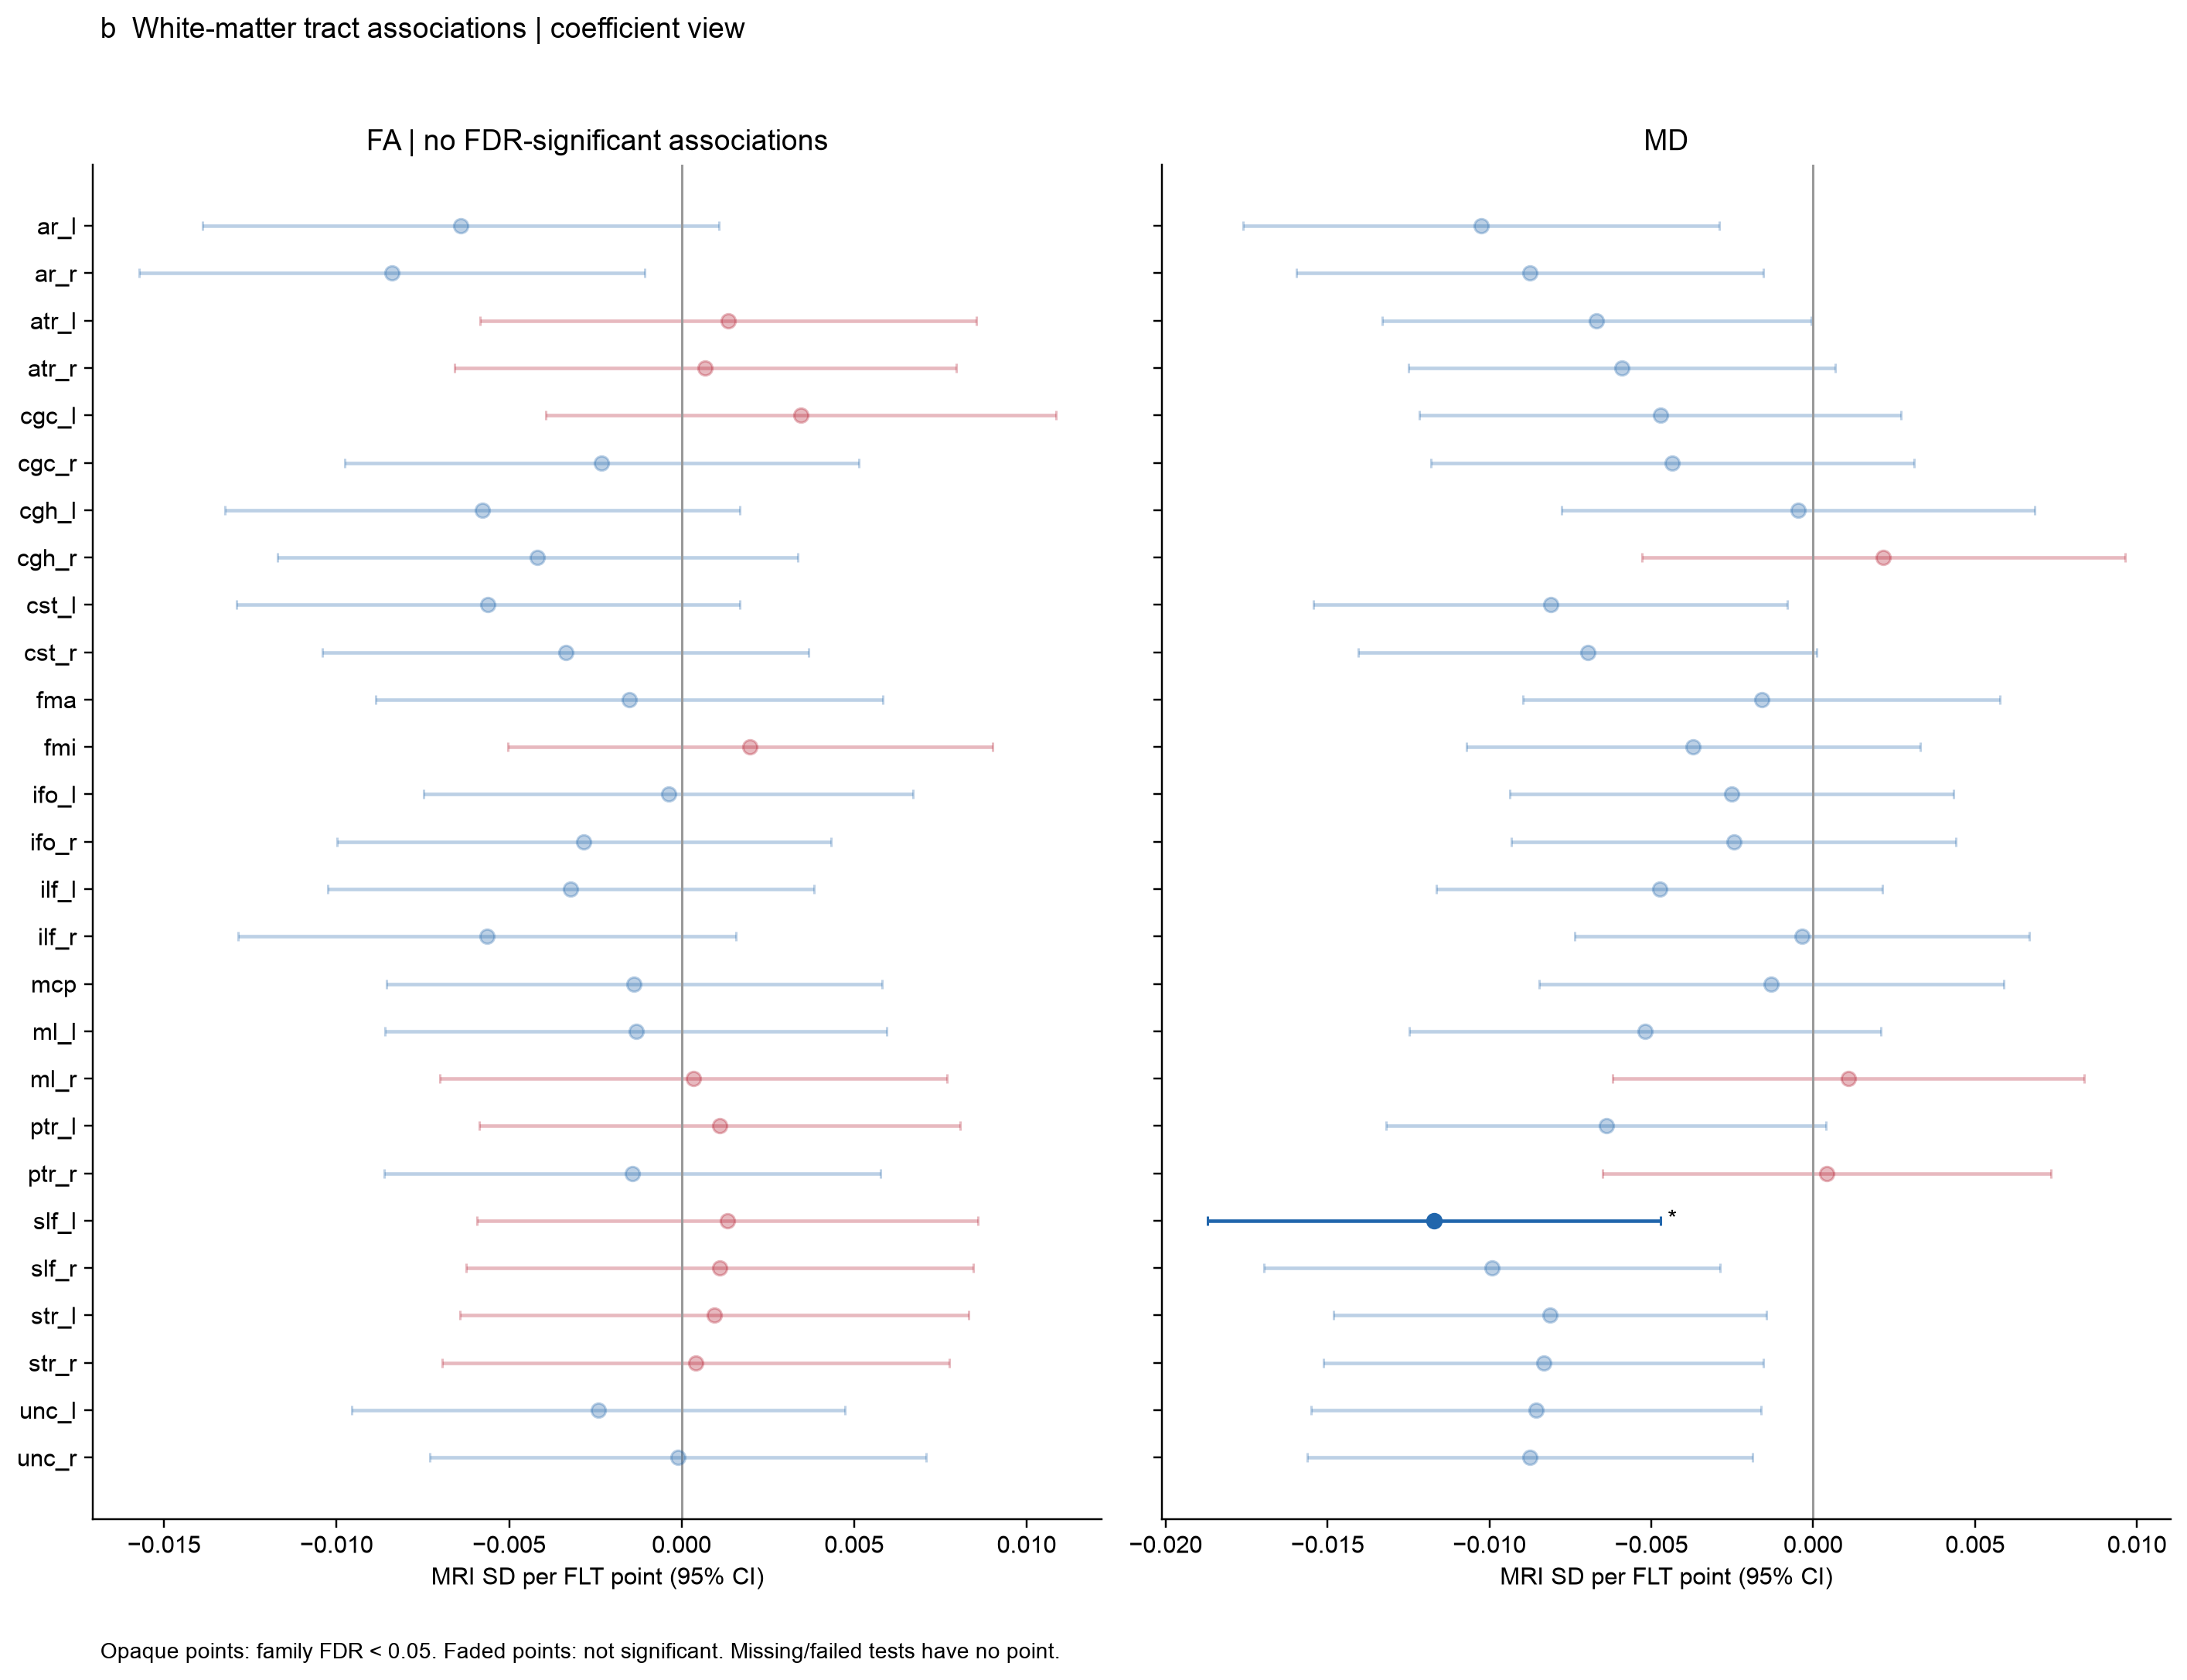 b  White-matter tract associations | coefficient view
FA | no FDR-significant associations
MD
ar_l
ar_r
atr_l
atr_r
cgc_l
cgc_r
cgh_l
cgh_r
cst_l
cst_r
fma
fmi
ifo_l
ifo_r
ilf_l
ilf_r
mcp
ml_l
ml_r
ptr_l
ptr_r
slf_l
*
slf_r
str_l
str_r
unc_l
unc_r
−0.015 −0.010 −0.005 0.000 0.005 0.010
−0.020 −0.015 −0.010 −0.005 0.000 0.005 0.010
MRI SD per FLT point (95% CI)
MRI SD per FLT point (95% CI)
Opaque points: family FDR < 0.05. Faded points: not significant. Missing/failed tests have no point.